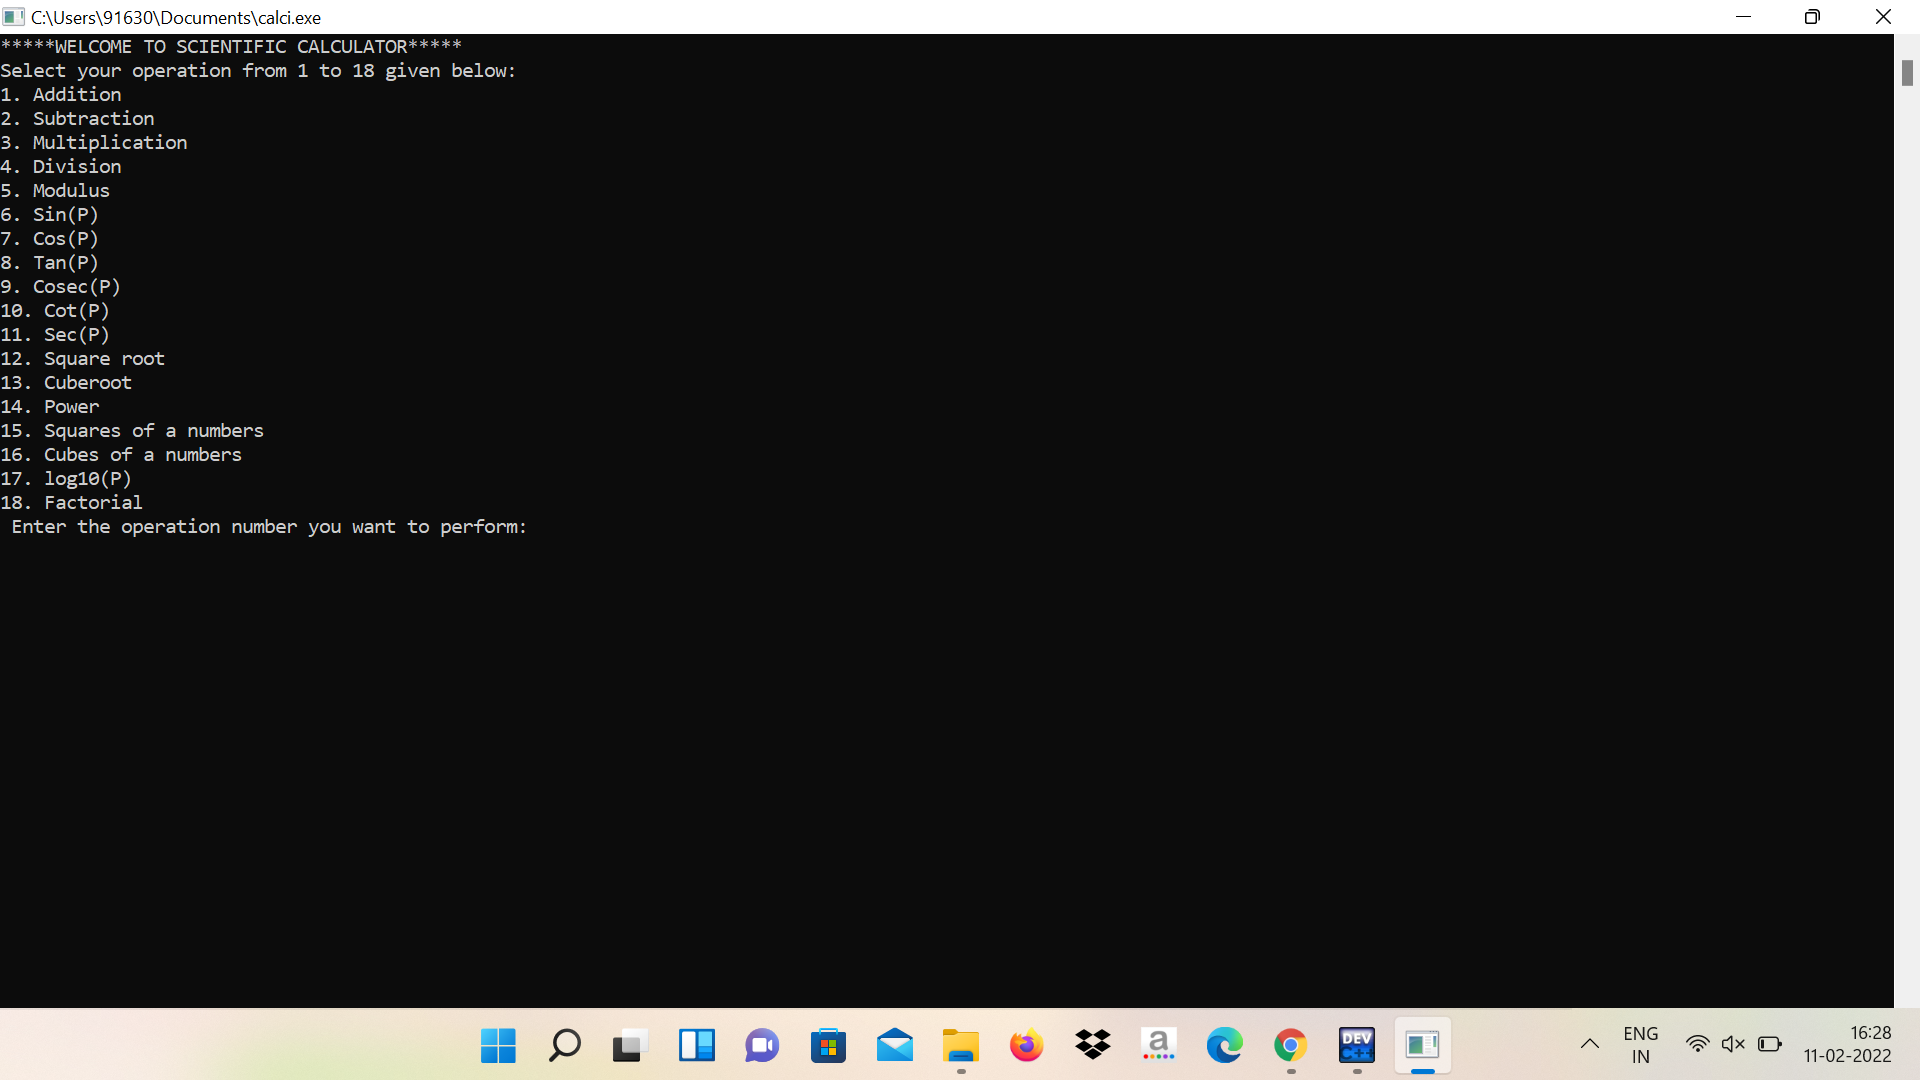 C:\Users\91630\Documents\calci.exe
*****WELCOME TO SCIENTIFIC CALCULATOR*****
Select your operation from 1 to 18 given below:
1. Addition
2. Subtraction
3. Multiplication
4. Division
5. Modulus
6. Sin(P)
7. Cos(P)
8. Tan(P)
9. Cosec(P)
10. Cot(P)
11. Sec(P)
12. Square root
13. Cuberoot
14. Power
15. Squares of a numbers
16. Cubes of a numbers
17. log10(P)
18. Factorial
 Enter the operation number you want to perform:
a
DEV
C++
ENG
IN
16:28
11-02-2022